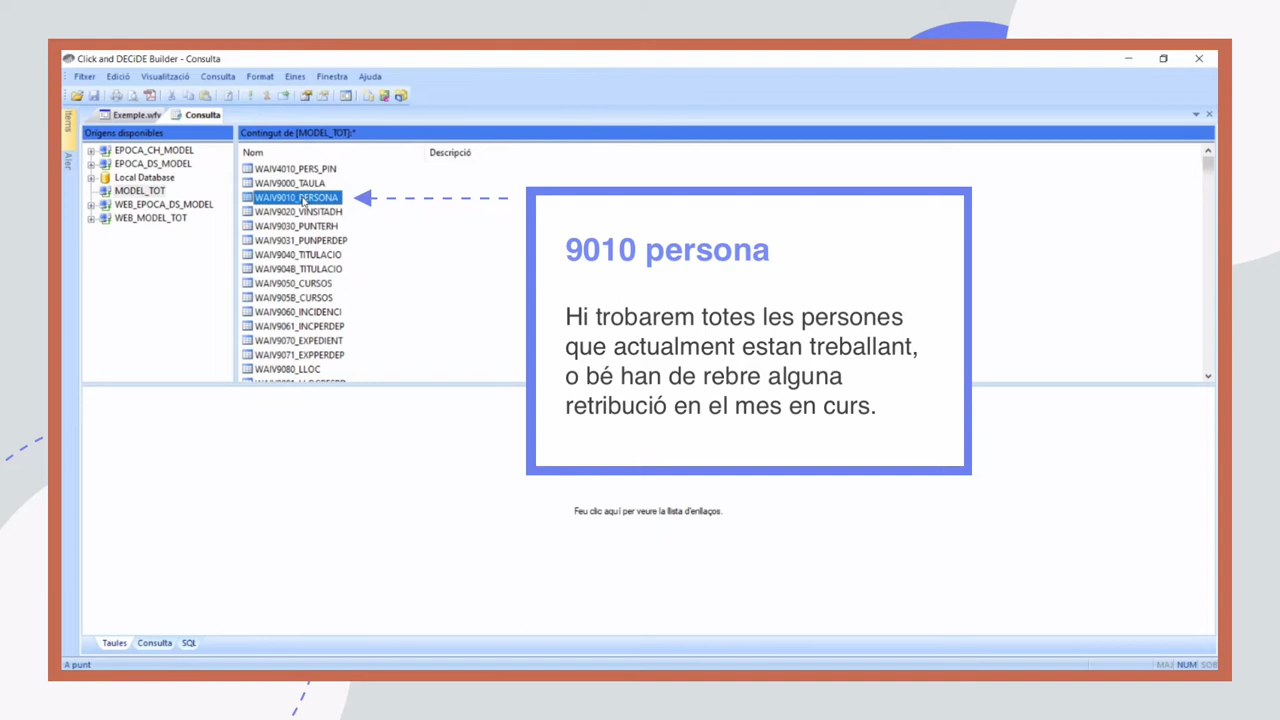 Click and DECiDE Builder - Consulta
Fitxer Edició Visualització Consulta Format Eines Finestra Ajuda
Exemple.wfv Consulta
Items
Orígens disponibles
Contingut de [MODEL_TOT]:*
EPOCA_CH_MODEL
EPOCA_DS_MODEL
Local Database
MODEL_TOT
WEB_EPOCA_DS_MODEL
WEB_MODEL_TOT
Nom Descripció
WAIV4010_PERS_PIN
WAIV9000_TAULA
WAIV9010_PERSONA
WAIV9020_VINSITADH
WAIV9030_PUNTERH
WAIV9031_PUNPERDEP
WAIV9040_TITULACIO
WAIV904B_TITULACIO
WAIV9050_CURSOS
WAIV905B_CURSOS
WAIV9060_INCIDENCI
WAIV9061_INCPERDEP
WAIV9070_EXPEDIENT
WAIV9071_EXPPERDEP
WAIV9080_LLOC
9010 persona
Hi trobarem totes les persones
que actualment estan treballant,
o bé han de rebre alguna
retribució en el mes en curs.
Feu clic aquí per veure la llista d'enllaços.
Taules Consulta SQL
A punt
MAJ NUM SOB